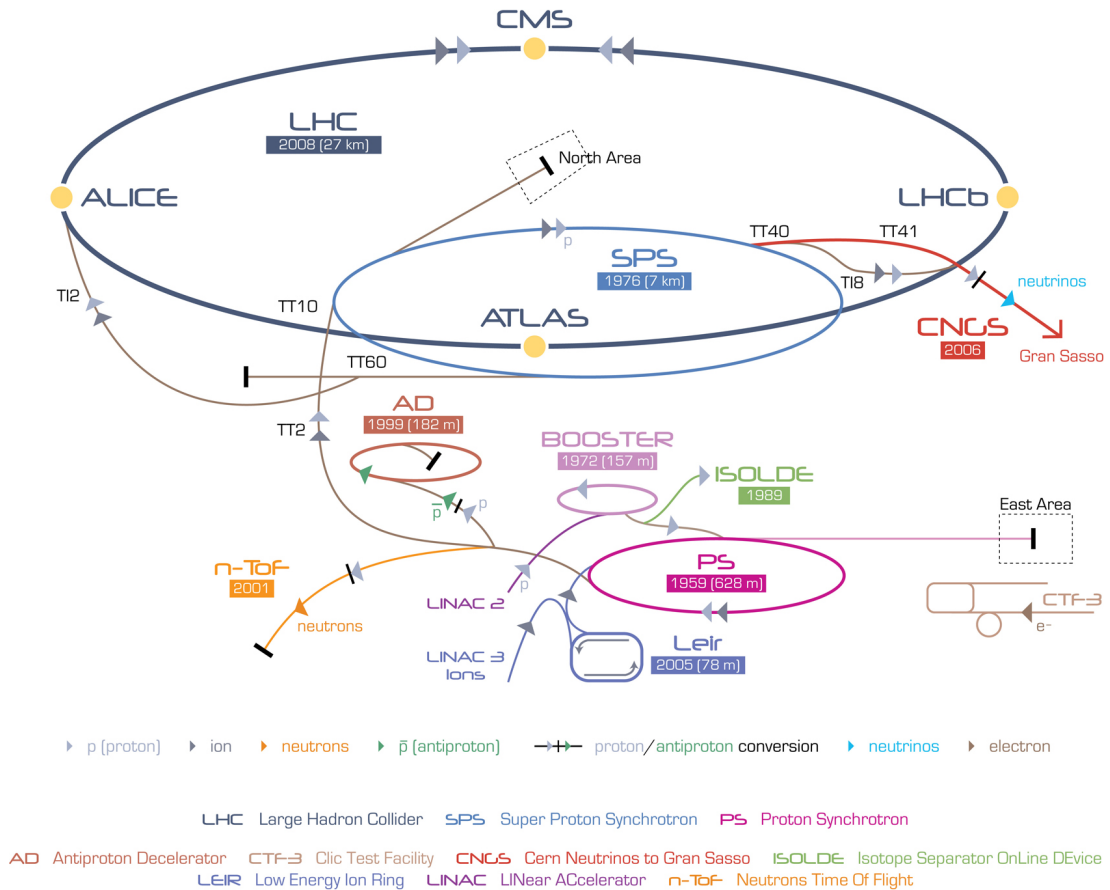 CMS
LHC
2008 (27 km)
North Area
ALICE
LHCb
TT40
TT41
p
SPS
1976 (7 km)
TI8
neutrinos
TI2
TT10
ATLAS
CNGS
2006
Gran Sasso
TT60
AD
1999 (182 m)
TT2
BOOSTER
1972 (157 m)
ISOLDE
1989
p̅
p
East Area
n-ToF
2001
PS
1959 (628 m)
p
LINAC 2
neutrons
CTF-3
e-
LINAC 3
Ions
Leir
2005 (78 m)
p (proton)
ion
neutrons
p̅ (antiproton)
proton/antiproton conversion
neutrinos
electron
LHC Large Hadron Collider SPS Super Proton Synchrotron PS Proton Synchrotron
AD Antiproton Decelerator CTF-3 Clic Test Facility CNGS Cern Neutrinos to Gran Sasso ISOLDE Isotope Separator OnLine DEvice
LEIR Low Energy Ion Ring LINAC LINear ACcelerator n-ToF Neutrons Time Of Flight